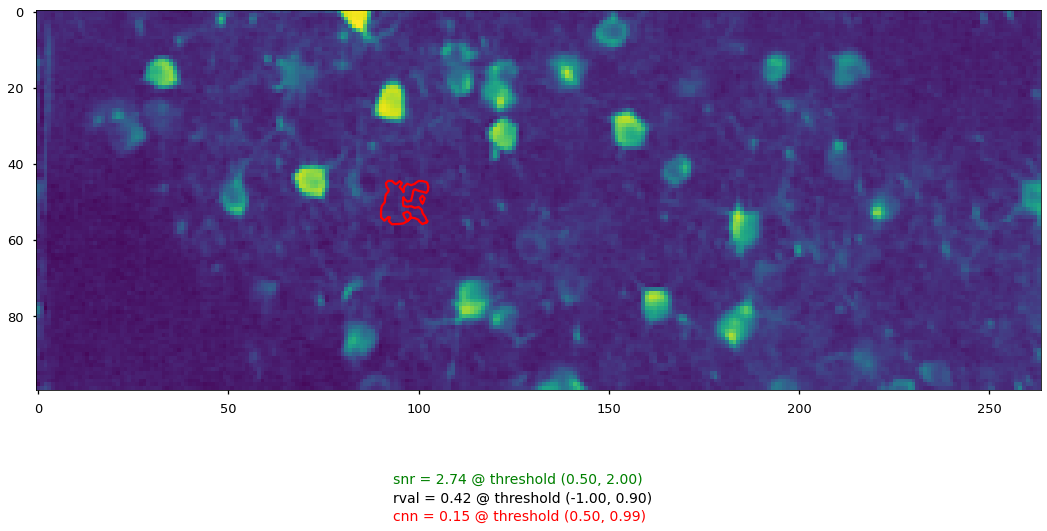 0
20
40
60
80
0 50 100 150 200 250
snr = 2.74 @ threshold (0.50, 2.00)
rval = 0.42 @ threshold (-1.00, 0.90)
cnn = 0.15 @ threshold (0.50, 0.99)